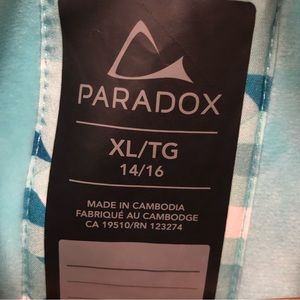 PARADOX
XL/TG
14/16
MADE IN CAMBODIA
FABRIQUÉ AU CAMBODGE
CA 19510/RN 123274